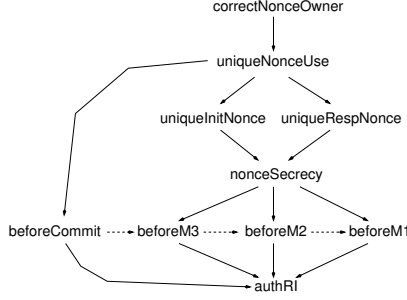 correctNonceOwner
uniqueNonceUse
uniqueInitNonce uniqueRespNonce
nonceSecrecy
beforeCommit beforeM3 beforeM2 beforeM1
authRI